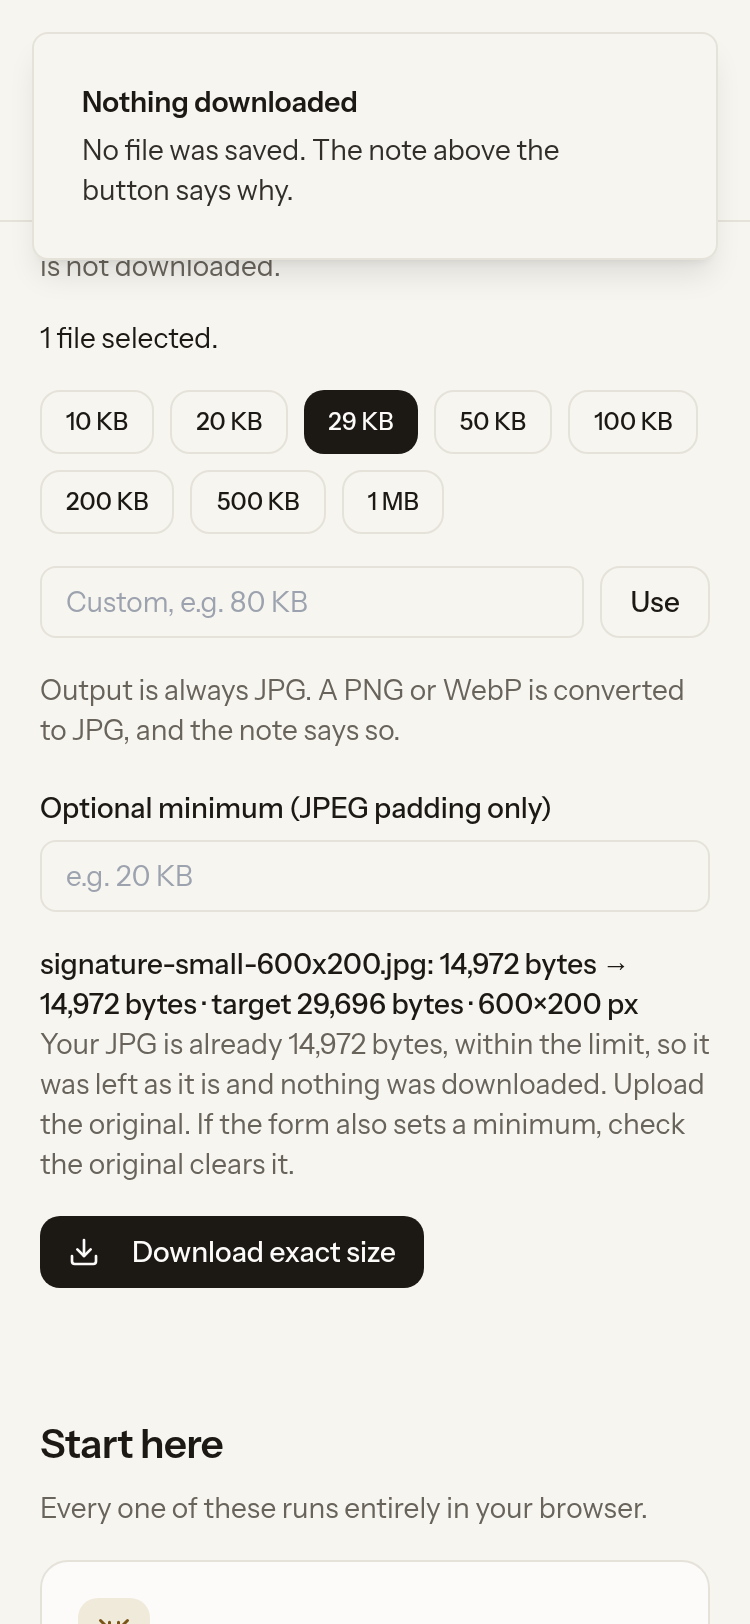 Nothing downloaded
No file was saved. The note above the
button says why.
is not downloaded.
1 file selected.
10 KB
20 KB
29 KB
50 KB
100 KB
200 KB
500 KB
1 MB
Custom, e.g. 80 KB
Use
Output is always JPG. A PNG or WebP is converted
to JPG, and the note says so.
Optional minimum (JPEG padding only)
e.g. 20 KB
signature-small-600x200.jpg: 14,972 bytes →
14,972 bytes · target 29,696 bytes · 600×200 px
Your JPG is already 14,972 bytes, within the limit, so it
was left as it is and nothing was downloaded. Upload
the original. If the form also sets a minimum, check
the original clears it.
Download exact size
Start here
Every one of these runs entirely in your browser.